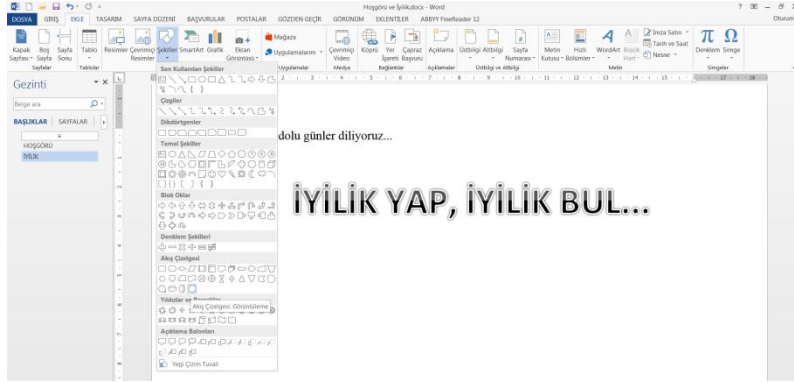 Hoşgörü ve İyilik.docx - Word
DOSYA GİRİŞ EKLE TASARIM SAYFA DÜZENİ BAŞVURULAR POSTALAR GÖZDEN GEÇİR GÖRÜNÜM EKLENTİLER ABBYY FineReader 12 Oturum
Kapak Sayfası Boş Sayfa Sayfa Sonu Tablo Resimler Çevrimiçi Resimler Şekiller SmartArt Grafik Ekran Görüntüsü
Mağaza
Uygulamalarım
Çevrimiçi Video Köprü Yer İşareti Çapraz Başvuru Açıklama Üstbilgi Altbilgi Sayfa Numarası Metin Kutusu Hızlı Bölümler WordArt Büyük Harf
İmza Satırı
Tarih ve Saat
Nesne
Denklem Simge
Sayfalar Tablolar Uygulamalar Medya Bağlantılar Açıklamalar Üstbilgi ve Altbilgi Metin Simgeler
Gezinti
Belge ara
BAŞLIKLAR SAYFALAR
HOŞGÖRÜ
İYİLİK
Son Kullanılan Şekiller
Çizgiler
Dikdörtgenler
Temel Şekiller
Blok Oklar
Denklem Şekilleri
Akış Çizelgesi
Yıldızlar ve
Akış Çizelgesi: Görüntüleme
Açıklama Balonları
Yeni Çizim Tuvali
dolu günler diliyoruz...
İYİLİK YAP, İYİLİK BUL...